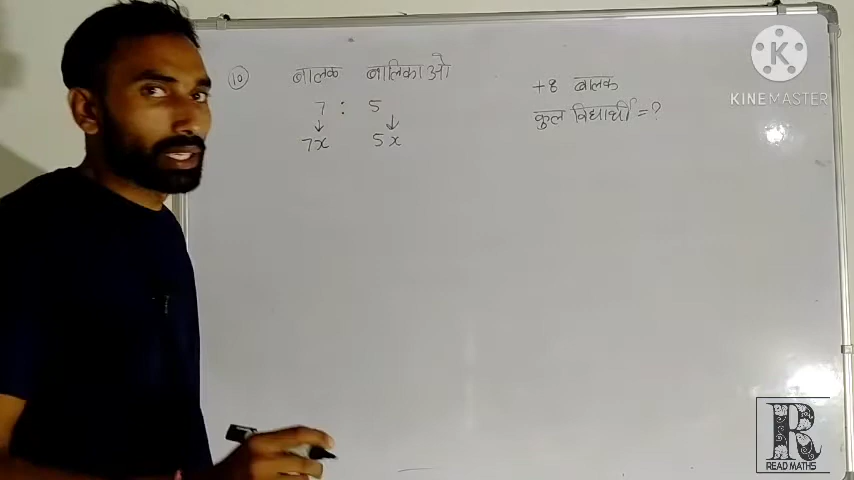 (10) बालक बालिकाओ
7 : 5
↓ ↓
7x 5x
+8 बालक
कुल विद्यार्थी = ?
K
KINEMASTER
R
READ MATHS